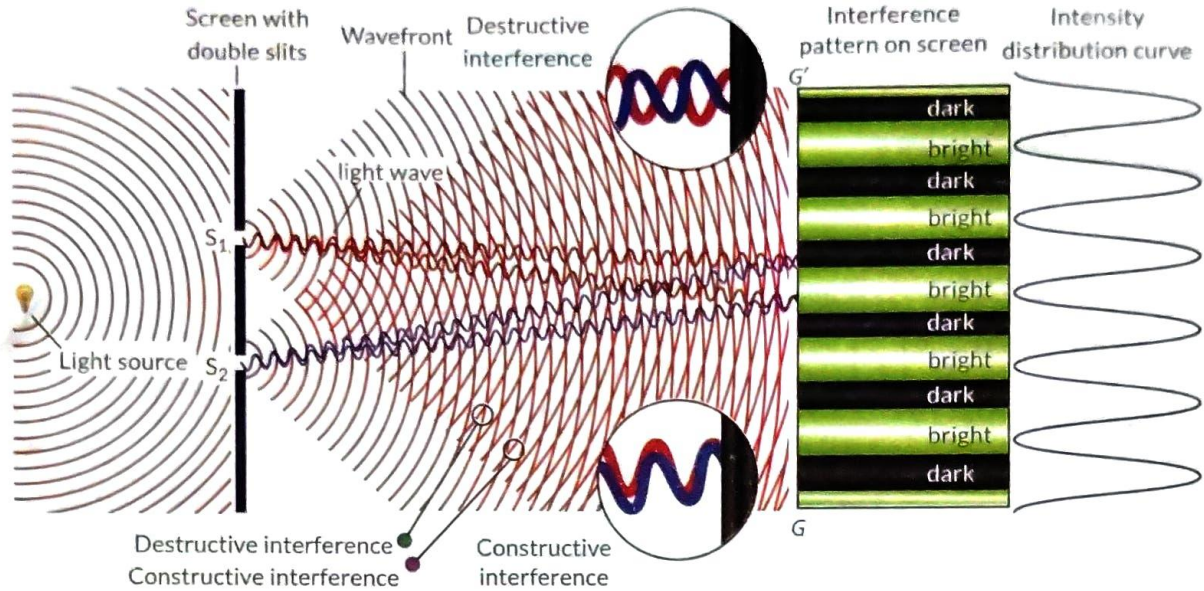 Screen with
double slits
Wavefront
Destructive
interference
Interference
pattern on screen
Intensity
distribution curve
G'
dark
bright
light wave
dark
S1
bright
dark
bright
Light source
dark
S2
bright
dark
bright
dark
G
Destructive interference
Constructive interference
Constructive
interference